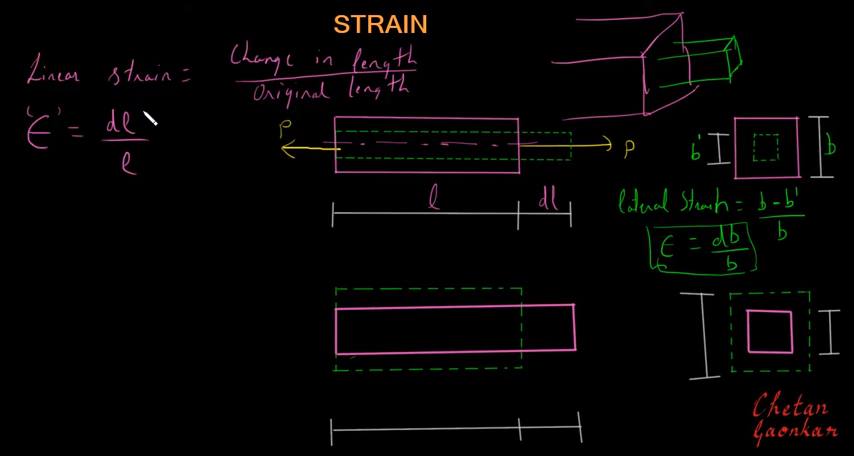 STRAIN
Linear strain = Change in length / Original length
'ϵ' = dl / l
P
P
l
dl
b'
b
lateral strain = b - b' / b
ϵ = db / b
Chetan
Gaonkar